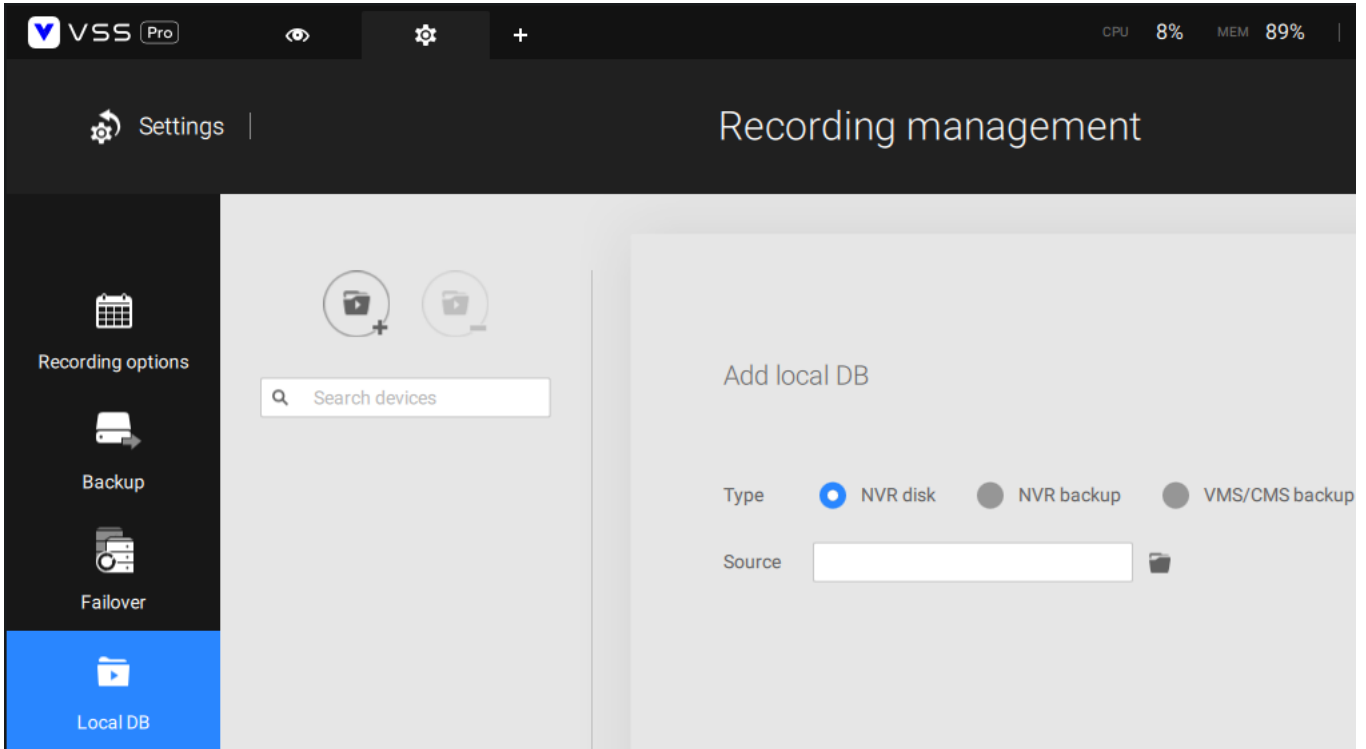 VSS Pro
CPU 8% MEM 89%
Settings
Recording management
Recording options
Backup
Failover
Local DB
Search devices
Add local DB
Type NVR disk NVR backup VMS/CMS backup
Source